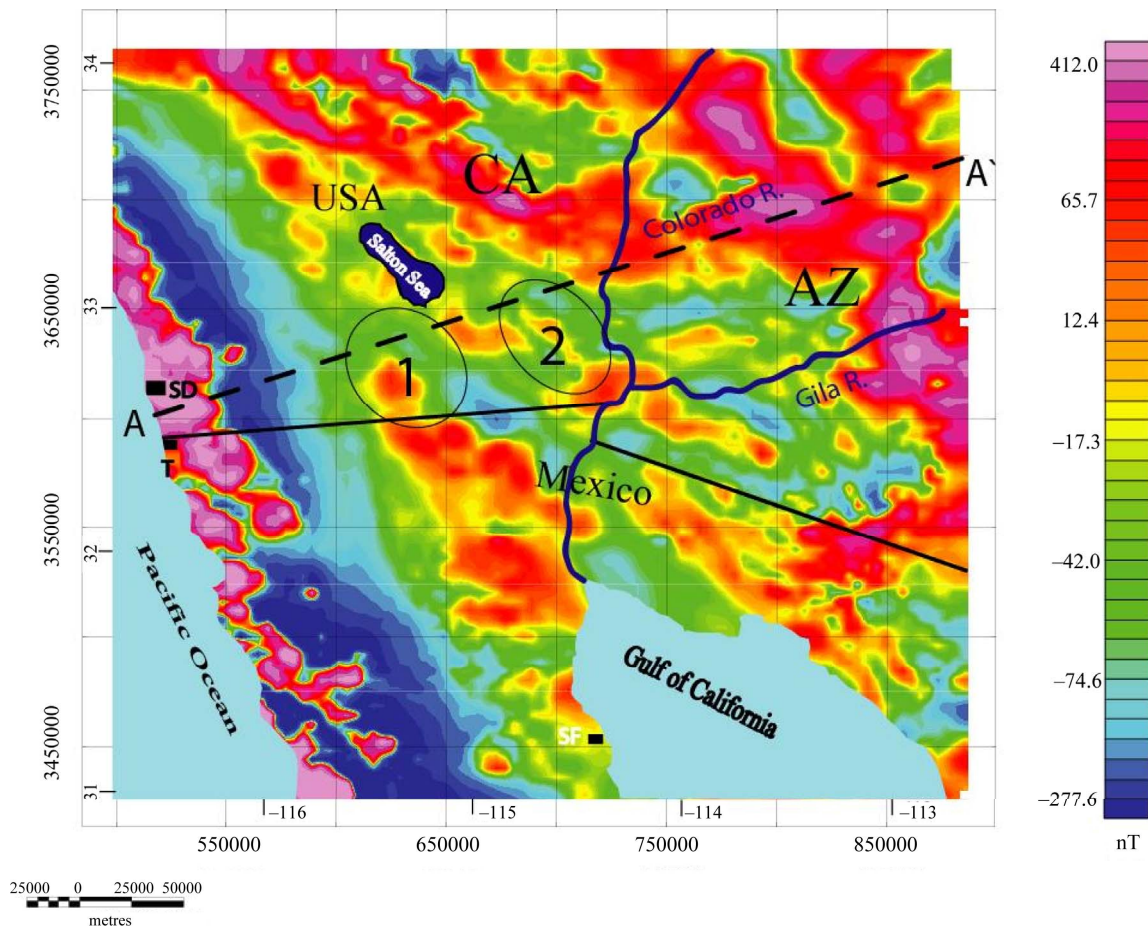 3750000
3650000
3550000
3450000
34
33
32
31
USA
CA
Salton Sea
Colorado R.
A`
AZ
1
2
SD
A
T
Gila R.
Mexico
Pacific Ocean
Gulf of California
SF
–116
–115
–114
–113
550000
650000
750000
850000
412.0
65.7
12.4
–17.3
–42.0
–74.6
–277.6
nT
25000 0 25000 50000
metres